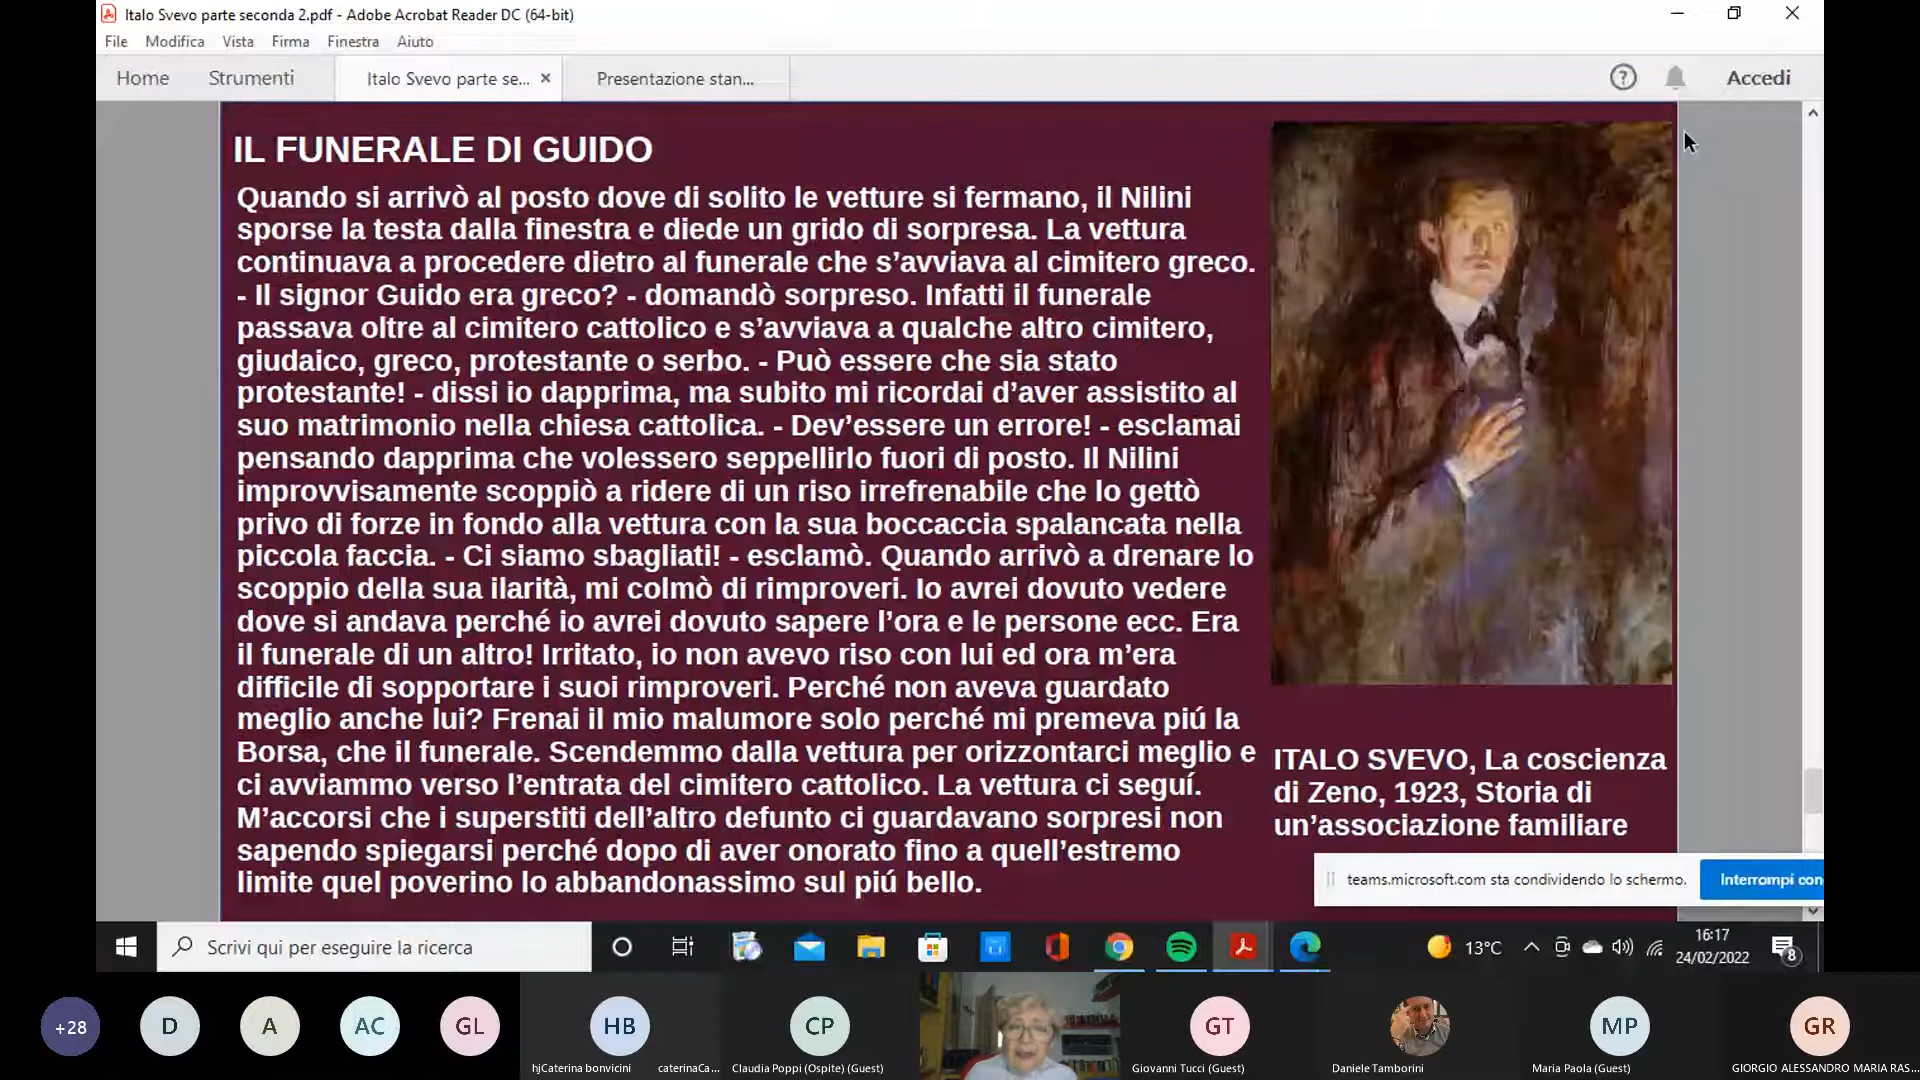 Italo Svevo parte seconda 2.pdf - Adobe Acrobat Reader DC (64-bit)
File Modifica Vista Firma Finestra Aiuto
Home Strumenti Italo Svevo parte se... × Presentazione stan... ? Accedi
IL FUNERALE DI GUIDO
Quando si arrivò al posto dove di solito le vetture si fermano, il Nilini
sporse la testa dalla finestra e diede un grido di sorpresa. La vettura
continuava a procedere dietro al funerale che s’avviava al cimitero greco.
- Il signor Guido era greco? - domandò sorpreso. Infatti il funerale
passava oltre al cimitero cattolico e s’avviava a qualche altro cimitero,
giudaico, greco, protestante o serbo. - Può essere che sia stato
protestante! - dissi io dapprima, ma subito mi ricordai d’aver assistito al
suo matrimonio nella chiesa cattolica. - Dev’essere un errore! - esclamai
pensando dapprima che volessero seppellirlo fuori di posto. Il Nilini
improvvisamente scoppiò a ridere di un riso irrefrenabile che lo gettò
privo di forze in fondo alla vettura con la sua boccaccia spalancata nella
piccola faccia. - Ci siamo sbagliati! - esclamò. Quando arrivò a drenare lo
scoppio della sua ilarità, mi colmò di rimproveri. Io avrei dovuto vedere
dove si andava perché io avrei dovuto sapere l’ora e le persone ecc. Era
il funerale di un altro! Irritato, io non avevo riso con lui ed ora m’era
difficile di sopportare i suoi rimproveri. Perché non aveva guardato
meglio anche lui? Frenai il mio malumore solo perché mi premeva piú la
Borsa, che il funerale. Scendemmo dalla vettura per orizzontarci meglio e
ci avviammo verso l’entrata del cimitero cattolico. La vettura ci seguí.
M’accorsi che i superstiti dell’altro defunto ci guardavano sorpresi non
sapendo spiegarsi perché dopo di aver onorato fino a quell’estremo
limite quel poverino lo abbandonassimo sul piú bello.
ITALO SVEVO, La coscienza
di Zeno, 1923, Storia di
un’associazione familiare
teams.microsoft.com sta condividendo lo schermo. Interrompi con
Scrivi qui per eseguire la ricerca
13°C
16:17
24/02/2022
8
+28 D A AC GL HB CP GT MP GR
hjCaterina bonvicini caterinaCa... Claudia Poppi (Ospite) (Guest) Giovanni Tucci (Guest) Daniele Tamborini Maria Paola (Guest) GIORGIO ALESSANDRO MARIA RAS...